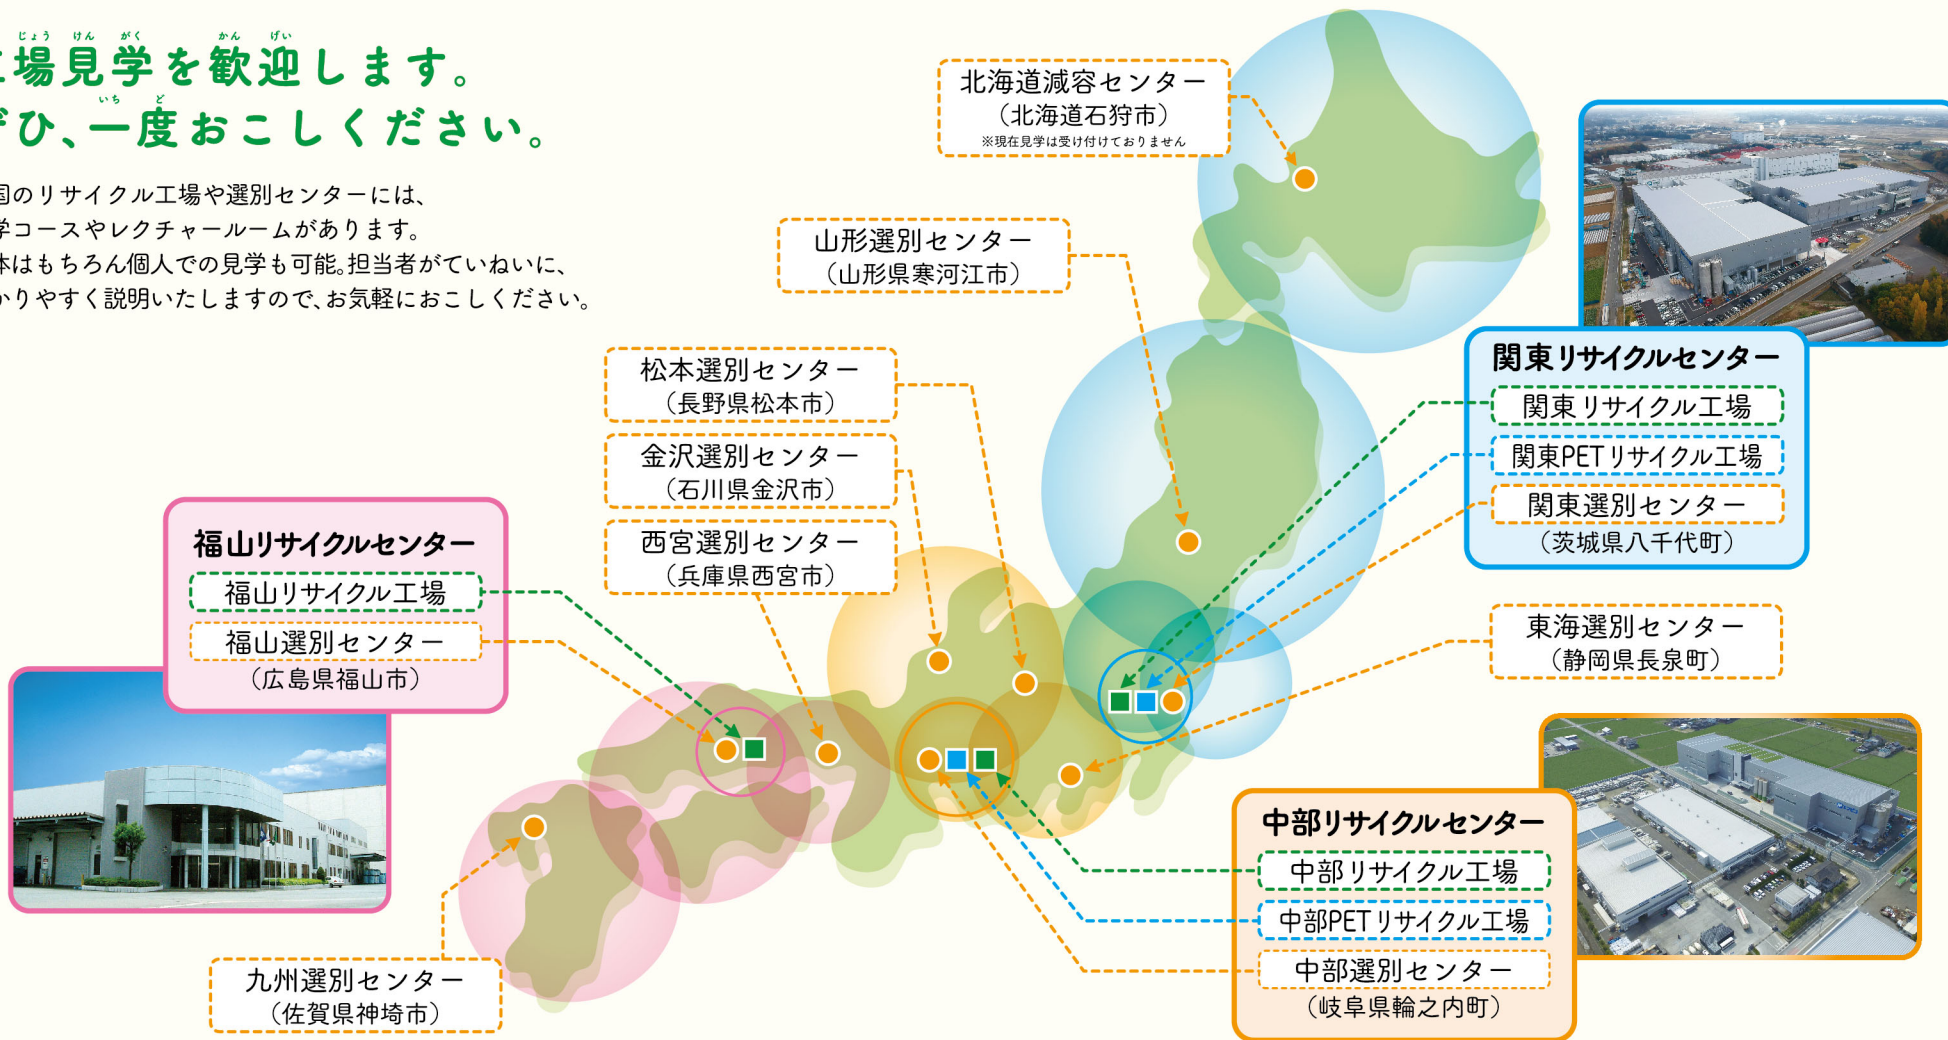 場見学を歓迎します。
ひ、一度おこしください。
国のリサイクル工場や選別センターには、
学コースやレクチャールームがあります。
体はもちろん個人での見学も可能。担当者がていねいに、
かりやすく説明いたしますので、お気軽におこしください。
北海道減容センター
（北海道石狩市）
※現在見学は受け付けておりません
山形選別センター
（山形県寒河江市）
松本選別センター
（長野県松本市）
金沢選別センター
（石川県金沢市）
西宮選別センター
（兵庫県西宮市）
関東リサイクルセンター
関東リサイクル工場
関東PETリサイクル工場
関東選別センター
（茨城県八千代町）
福山リサイクルセンター
福山リサイクル工場
福山選別センター
（広島県福山市）
東海選別センター
（静岡県長泉町）
中部リサイクルセンター
中部リサイクル工場
中部PETリサイクル工場
中部選別センター
（岐阜県輪之内町）
九州選別センター
（佐賀県神埼市）